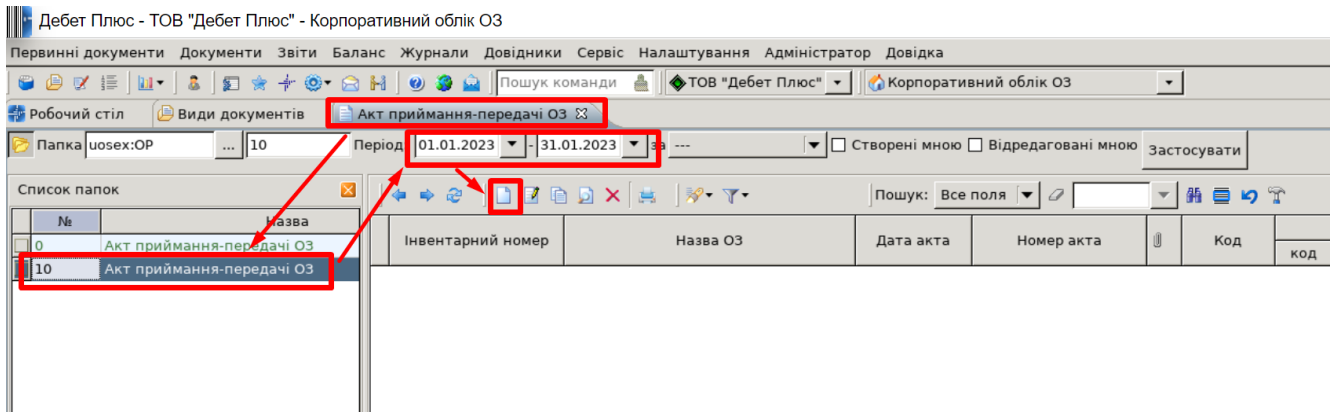 Дебет Плюс - ТОВ "Дебет Плюс" - Корпоративний облік ОЗ
Первинні документи Документи Звіти Баланс Журнали Довідники Сервіс Налаштування Адміністратор Довідка
Пошук команди ТОВ "Дебет Плюс" Корпоративний облік ОЗ
Робочий стіл Види документів Акт приймання-передачі ОЗ
Папка uosex:OP ... 10 Період 01.01.2023 - 31.01.2023 за --- Створені мною Відредаговані мною Застосувати
Список папок Пошук: Все поля
№ Назва
Інвентарний номер Назва ОЗ Дата акта Номер акта Код
код
0 Акт приймання-передачі ОЗ
10 Акт приймання-передачі ОЗ